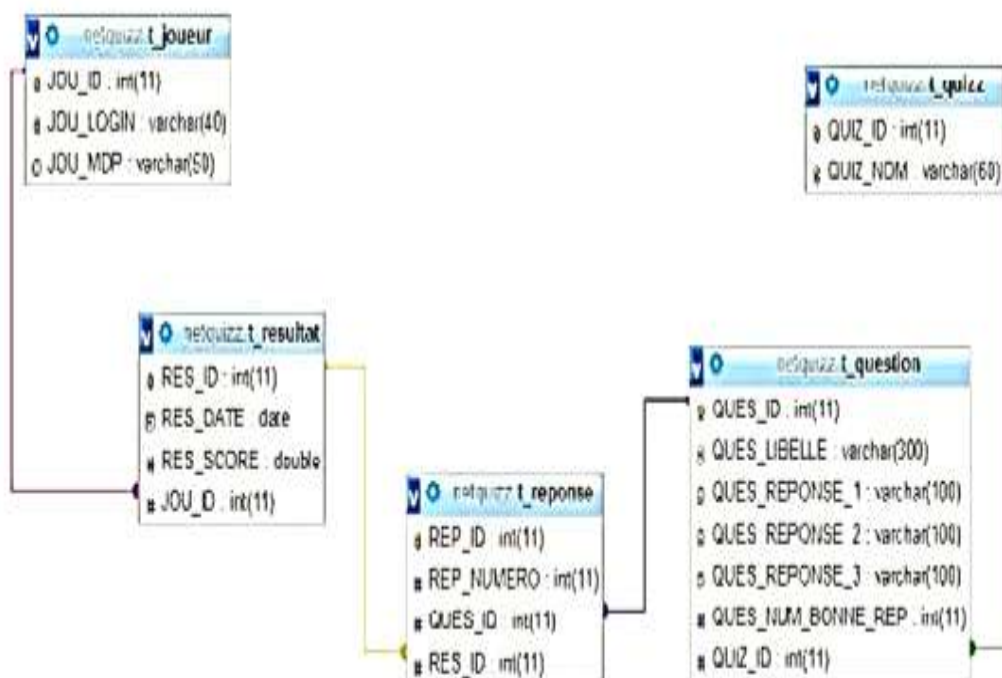 netquizz.t_joueur
JOU_ID : int(11)
JOU_LOGIN : varchar(40)
JOU_MDP : varchar(50)
netquizz.t_quizz
QUIZ_ID : int(11)
QUIZ_NOM : varchar(60)
netquizz.t_resultat
RES_ID : int(11)
RES_DATE : date
RES_SCORE : double
# JOU_ID : int(11)
netquizz.t_question
QUES_ID : int(11)
QUES_LIBELLE : varchar(300)
QUES_REPONSE_1 : varchar(100)
QUES_REPONSE_2 : varchar(100)
QUES_REPONSE_3 : varchar(100)
# QUES_NUM_BONNE_REP : int(11)
# QUIZ_ID : int(11)
netquizz.t_reponse
REP_ID : int(11)
# REP_NUMERO : int(11)
# QUES_ID : int(11)
# RES_ID : int(11)